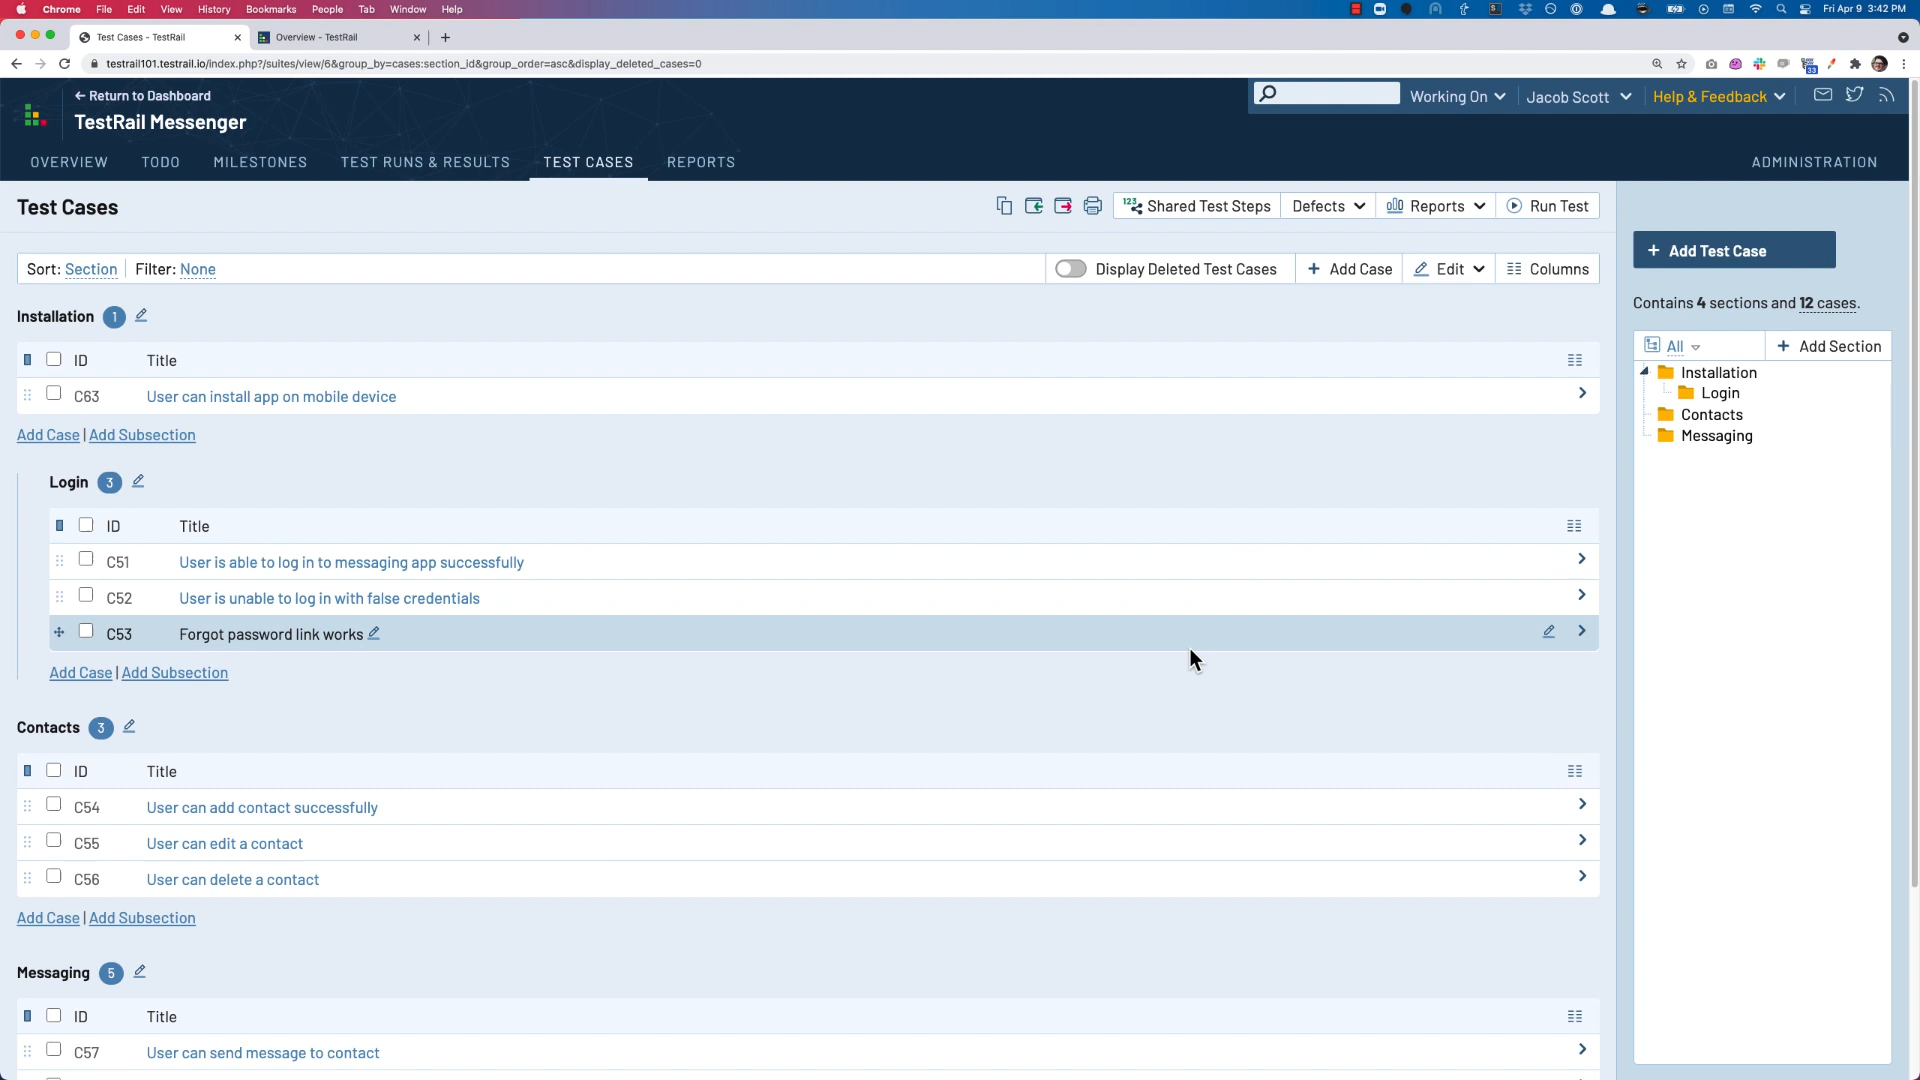 Chrome File Edit View History Bookmarks People Tab Window Help Fri Apr 9 3:42 PM
Test Cases - TestRail Overview - TestRail
testrail101.testrail.io/index.php?/suites/view/6&group_by=cases:section_id&group_order=asc&display_deleted_cases=0
33
← Return to Dashboard
TestRail Messenger
Working On Jacob Scott Help & Feedback
OVERVIEW TODO MILESTONES TEST RUNS & RESULTS TEST CASES REPORTS ADMINISTRATION
Test Cases
123 Shared Test Steps Defects Reports Run Test
Sort: Section Filter: None Display Deleted Test Cases + Add Case Edit Columns
+ Add Test Case
Contains 4 sections and 12 cases.
All + Add Section
Installation
Login
Contacts
Messaging
Installation 1
ID Title
C63 User can install app on mobile device
Add Case | Add Subsection
Login 3
ID Title
C51 User is able to log in to messaging app successfully
C52 User is unable to log in with false credentials
C53 Forgot password link works
Add Case | Add Subsection
Contacts 3
ID Title
C54 User can add contact successfully
C55 User can edit a contact
C56 User can delete a contact
Add Case | Add Subsection
Messaging 5
ID Title
C57 User can send message to contact